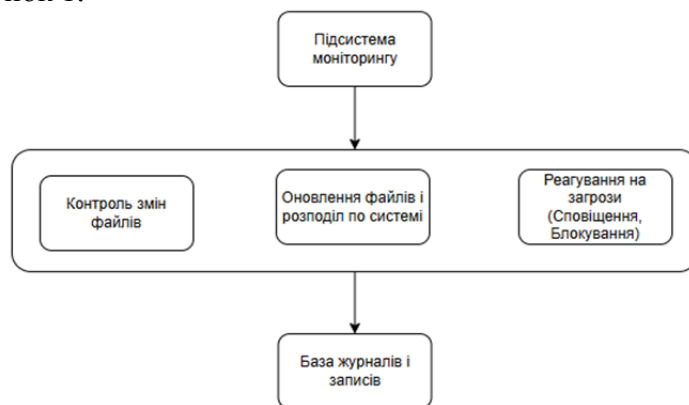 Підсистема
моніторингу
Контроль змін
файлів
Оновлення файлів і
розподіл по системі
Реагування на
загрози
(Сповіщення,
Блокування)
База журналів і
записів